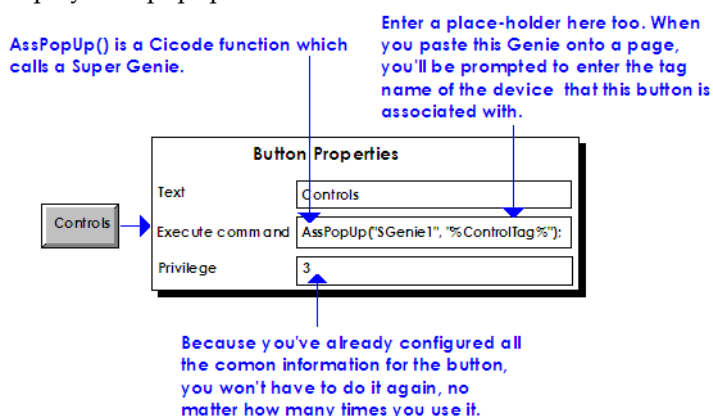 Enter a place-holder here too. When
you paste this Genie onto a page,
you'll be prompted to enter the tag
name of the device that this button is
associated with.
AssPopUp() is a Cicode function which
calls a Super Genie.
Button Properties
Text
Controls
Controls
Execute command
AssPopUp("SGenie1", "%ControlTag%");
Privilege
3
Because you've already configured all
the comon information for the button,
you won't have to do it again, no
matter how many times you use it.